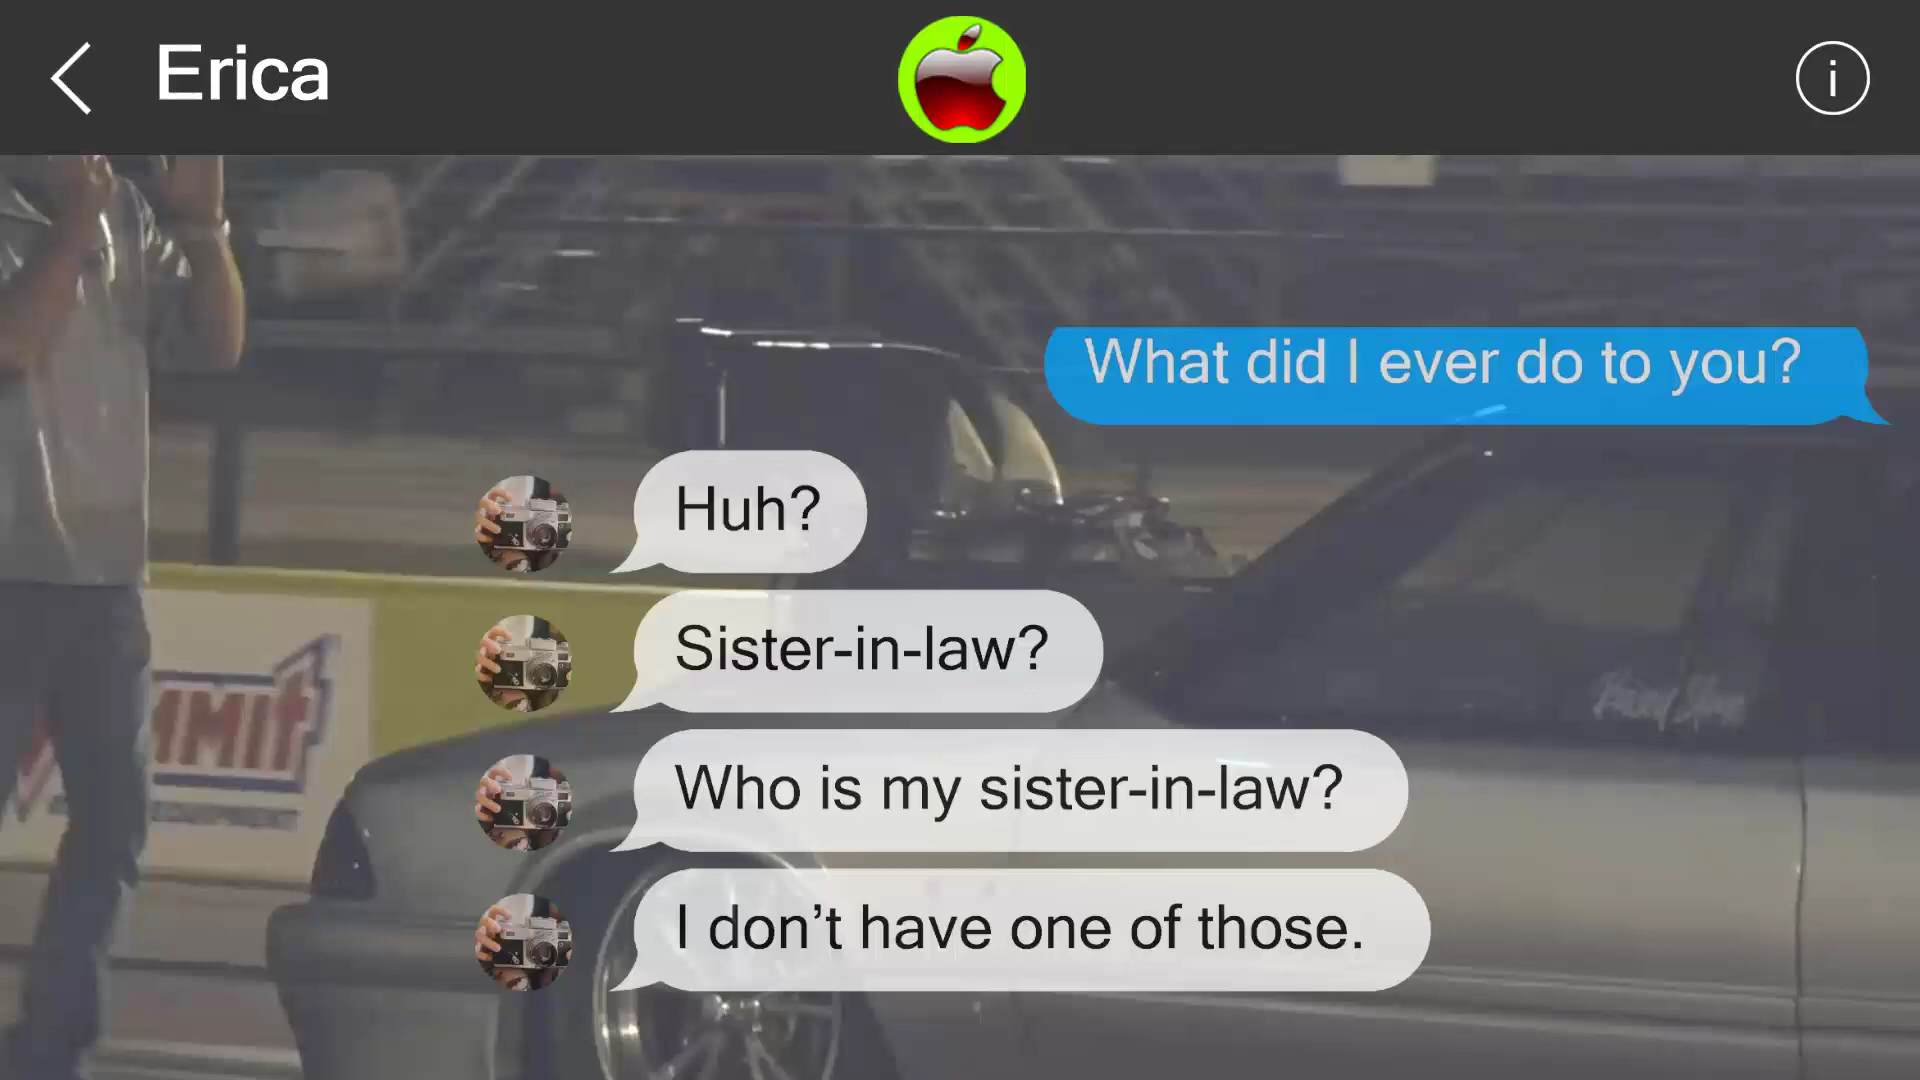 Erica
i
What did I ever do to you?
Huh?
Sister-in-law?
Who is my sister-in-law?
I don’t have one of those.
MMIT